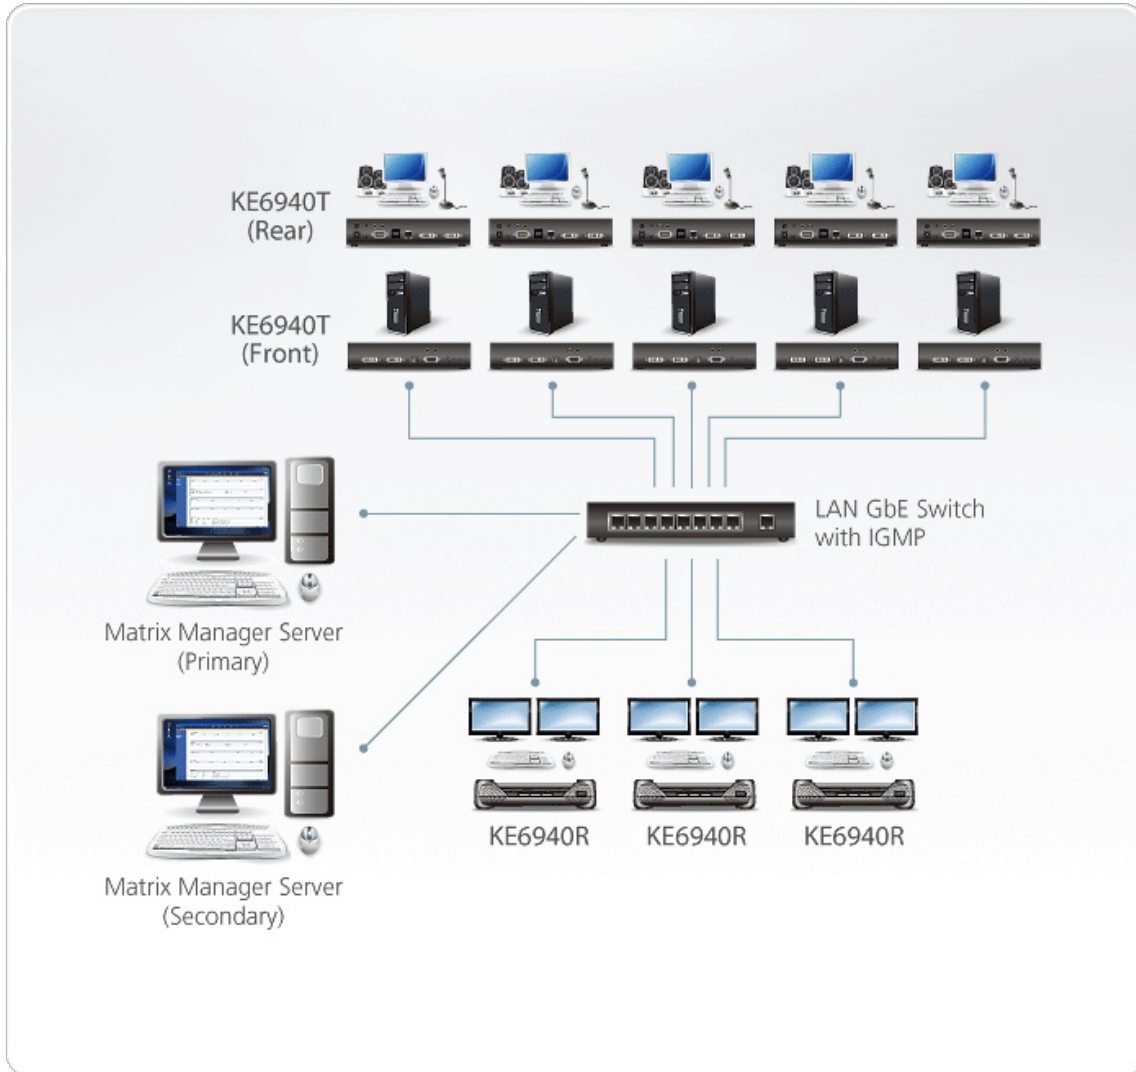 KE6940T
(Rear)
KE6940T
(Front)
LAN GbE Switch
with IGMP
Matrix Manager Server
(Primary)
KE6940R
KE6940R
KE6940R
Matrix Manager Server
(Secondary)